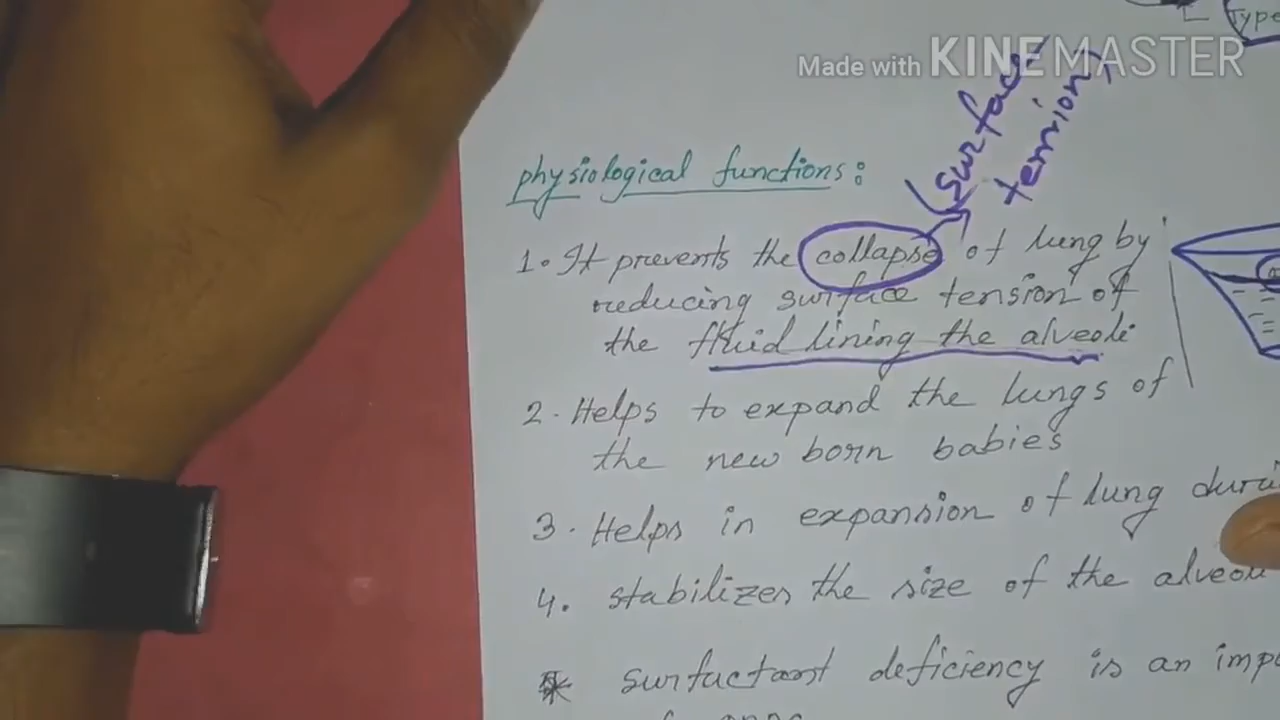 Type
Made with KINEMASTER
(surface
tension)
physiological functions:
1. It prevents the collapse of lung by
reducing surface tension of
the fluid lining the alveoli
2. Helps to expand the lungs of
the new born babies
3. Helps in expansion of lung
4. stabilizes the size of the alveoli
* surfactant deficiency is an